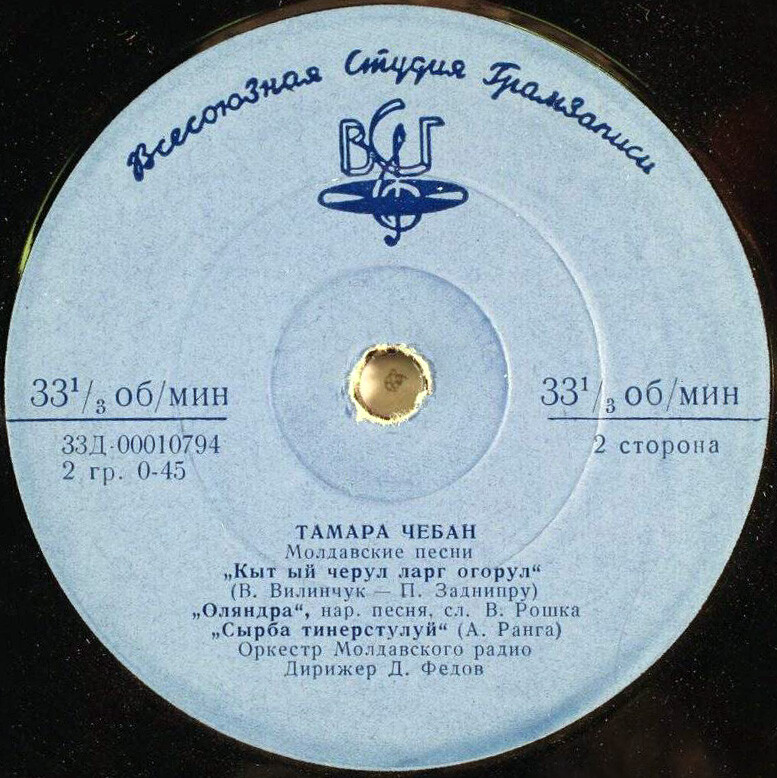 Всесоюзная Студия Грамзаписи
ВСГ
33¹/₃ об/мин
33¹/₃ об/мин
33Д-00010794
2 гр. 0-45
2 сторона
ТАМАРА ЧЕБАН
Молдавские песни
„Кыт ый черул ларг огорул“
(В. Вилинчук — П. Заднипру)
„Оляндра“, нар. песня, сл. В. Рошка
„Сырба тинерстулуй“ (А. Ранга)
Оркестр Молдавского радио
Дирижер Д. Федов